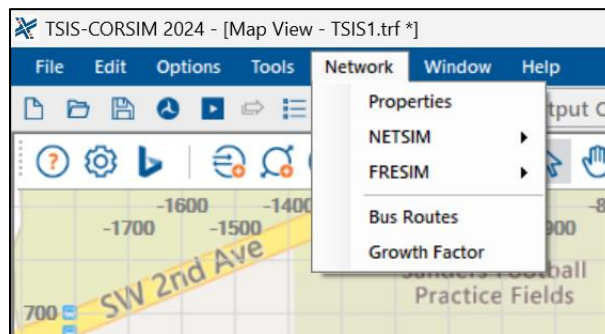 TSIS-CORSIM 2024 - [Map View - TSIS1.trf *]
File Edit Options Tools Network Window Help
Properties
NETSIM
FRESIM
Bus Routes
Growth Factor
tput
-1600 -1400
-1700 -1500 900
SW 2nd Ave
700
Practice Fields